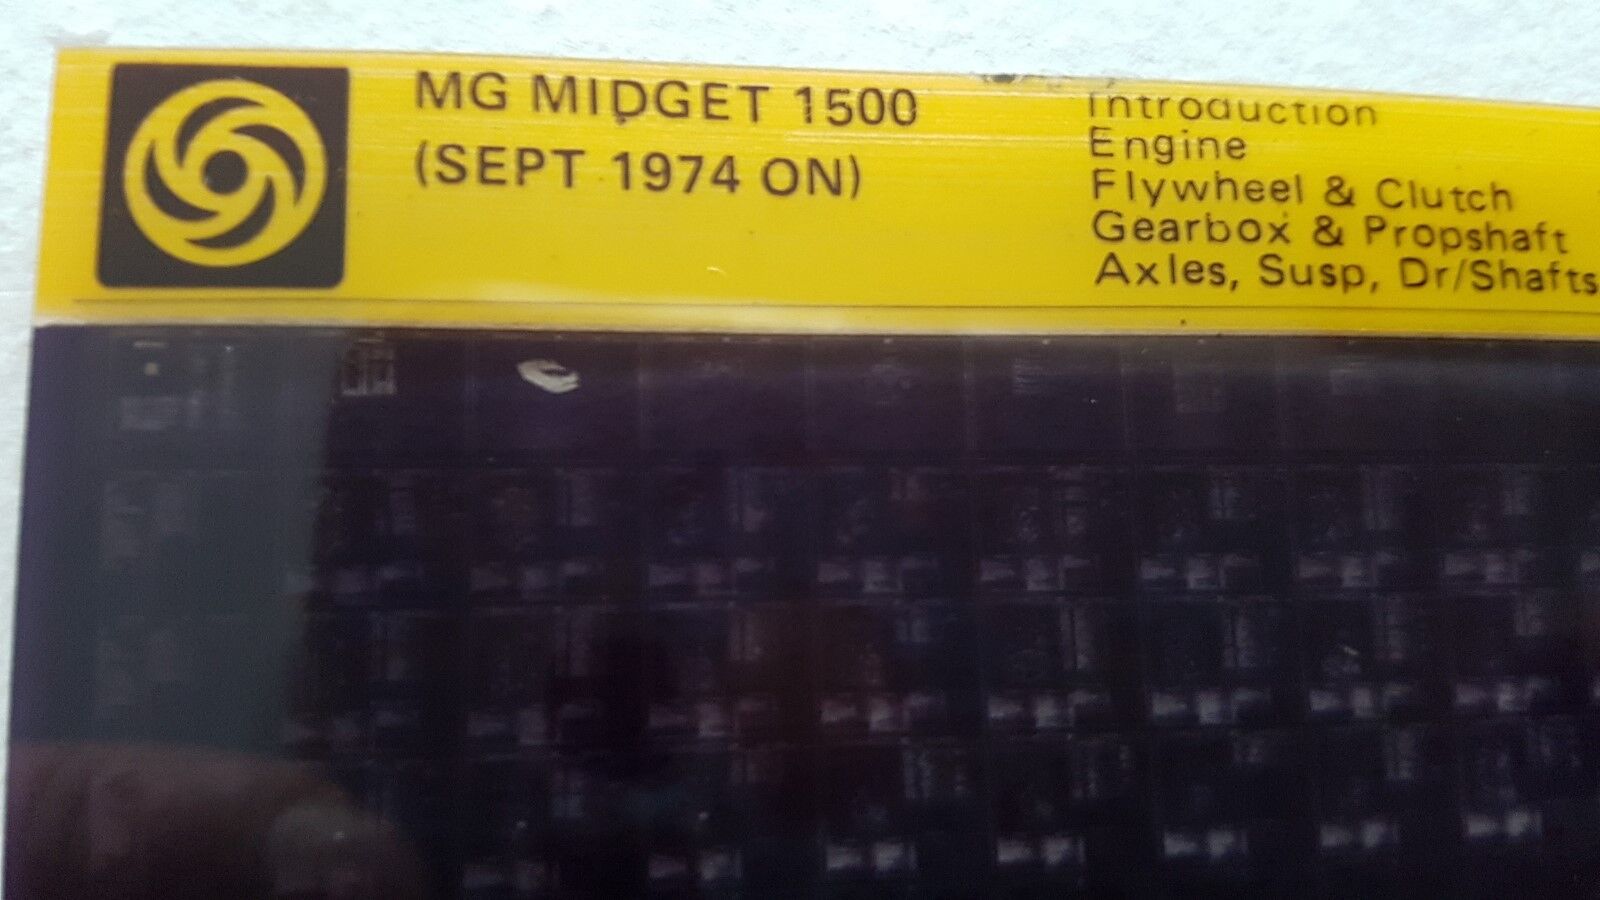 MG MIDGET 1500
(SEPT 1974 ON)
Introduction
Engine
Flywheel & Clutch
Gearbox & Propshaft
Axles, Susp, Dr/Shafts